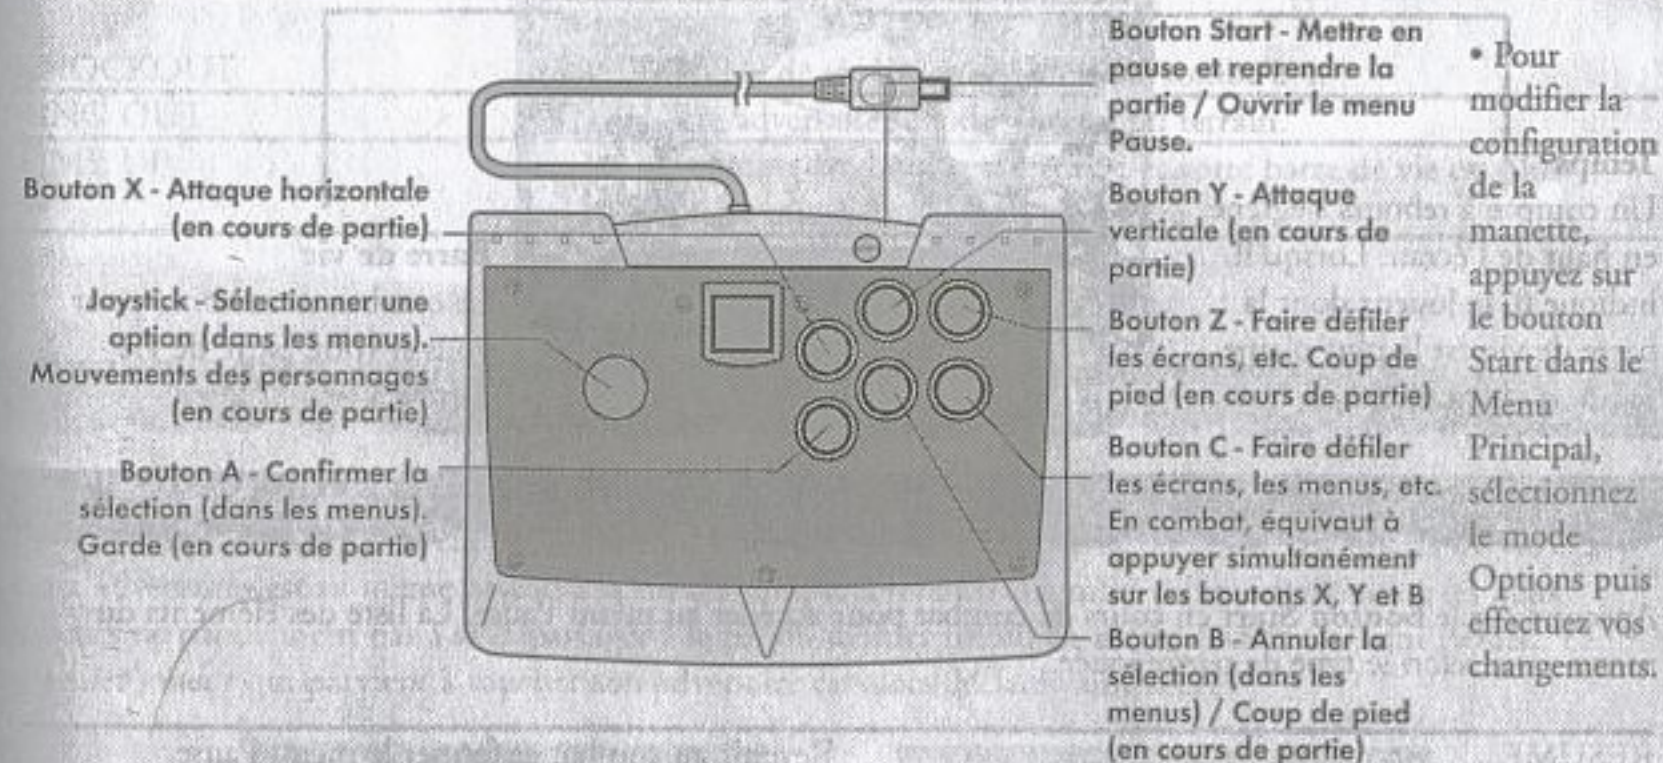 Bouton X - Attaque horizontale
(en cours de partie)
Joystick - Sélectionner une
option (dans les menus).
Mouvements des personnages
(en cours de partie)
Bouton A - Confirmer la
sélection (dans les menus).
Garde (en cours de partie)
Bouton Start - Mettre en
pause et reprendre la
partie / Ouvrir le menu
Pause.
Bouton Y - Attaque
verticale (en cours de
partie)
Bouton Z - Faire défiler
les écrans, etc. Coup de
pied (en cours de partie)
Bouton C - Faire défiler
les écrans, les menus, etc.
En combat, équivaut à
appuyer simultanément
sur les boutons X, Y et B
Bouton B - Annuler la
sélection (dans les
menus) / Coup de pied
(en cours de partie)
• Pour
modifier la
configuration
de la
manette,
appuyez sur
le bouton
Start dans le
Menu
Principal,
sélectionnez
le mode
Options puis
effectuez vos
changements.